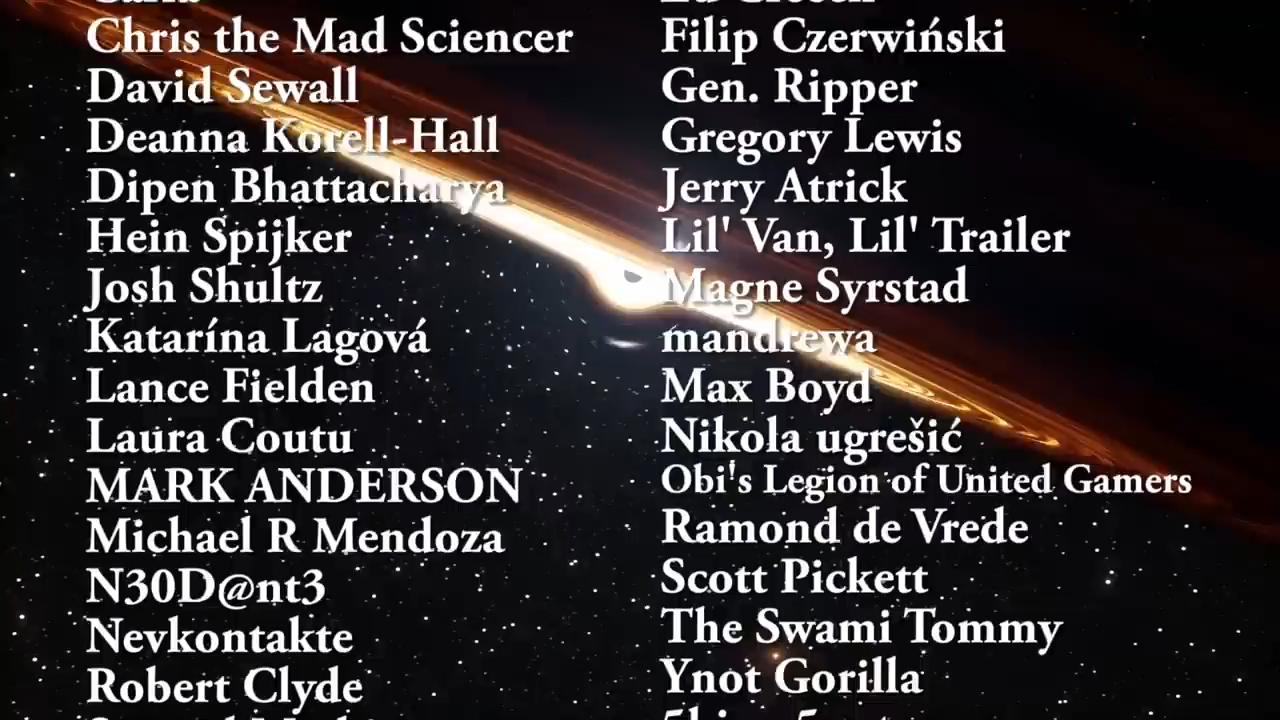 Chris the Mad Sciencer
David Sewall
Deanna Korell-Hall
Dipen Bhattacharya
Hein Spijker
Josh Shultz
Katarína Lagová
Lance Fielden
Laura Coutu
MARK ANDERSON
Michael R Mendoza
N30D@nt3
Nevkontakte
Robert Clyde
Filip Czerwiński
Gen. Ripper
Gregory Lewis
Jerry Atrick
Lil' Van, Lil' Trailer
Magne Syrstad
mandrewa
Max Boyd
Nikola ugrešić
Obi's Legion of United Gamers
Ramond de Vrede
Scott Pickett
The Swami Tommy
Ynot Gorilla